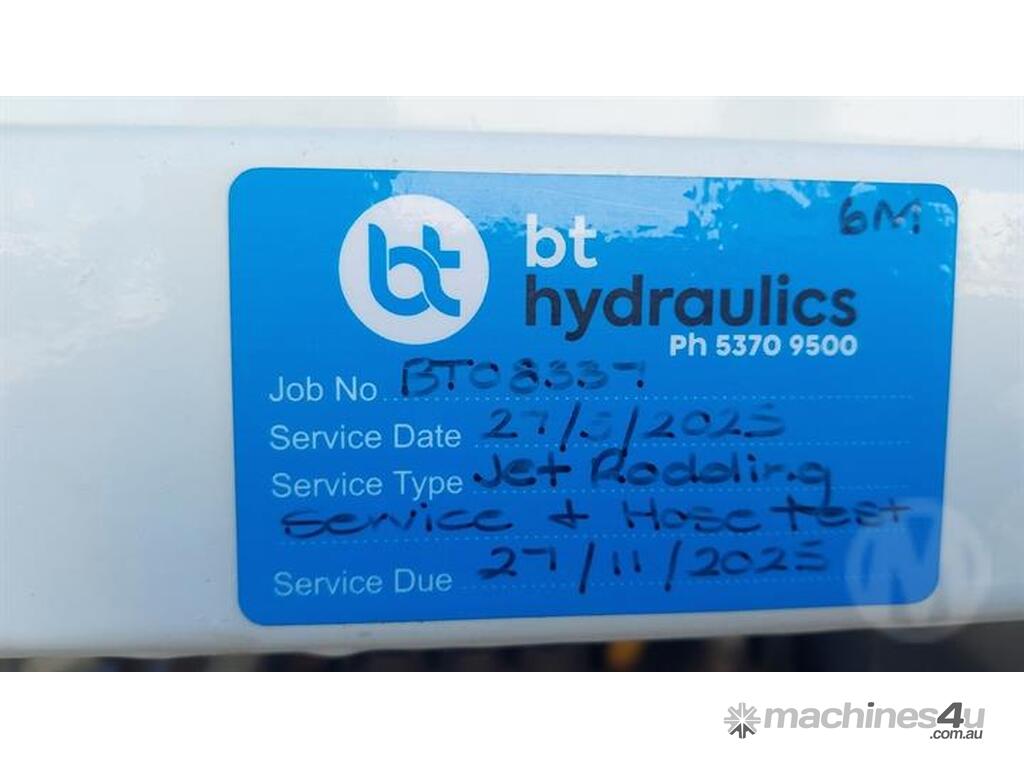 6M
bt
bt
hydraulics
Ph 5370 9500
Job No BT08337
Service Date 27/5/2025
Service Type Jet Rodding
Service + Hose test
Service Due 27/11/2025
M
machines4u
.com.au